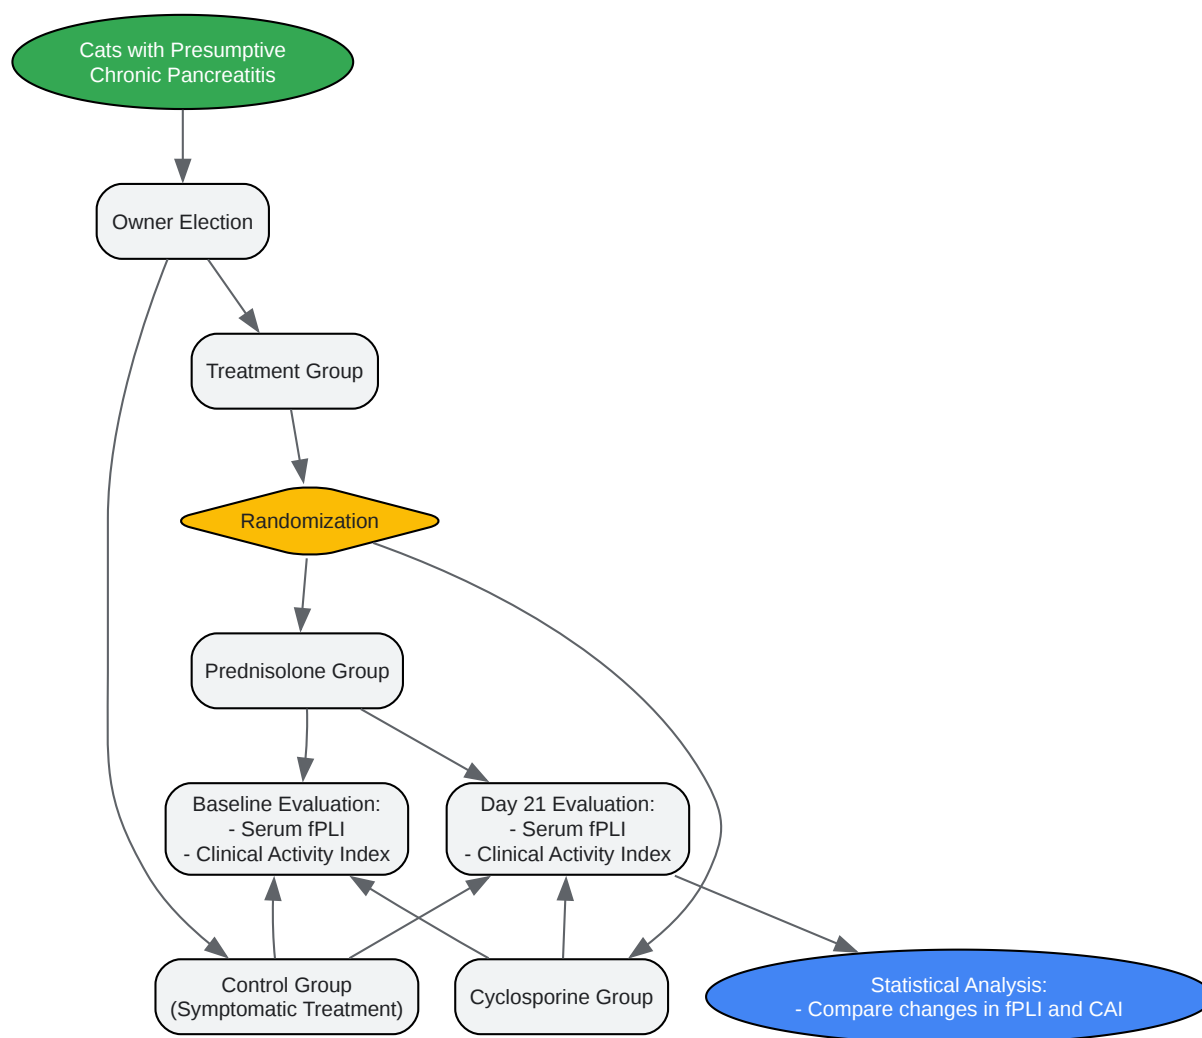 Cats with Presumptive
Chronic Pancreatitis
Owner Election
Treatment Group
Randomization
Prednisolone Group
Baseline Evaluation:
- Serum fPLI
- Clinical Activity Index
Day 21 Evaluation:
- Serum fPLI
- Clinical Activity Index
Control Group
(Symptomatic Treatment)
Cyclosporine Group
Statistical Analysis:
- Compare changes in fPLI and CAI